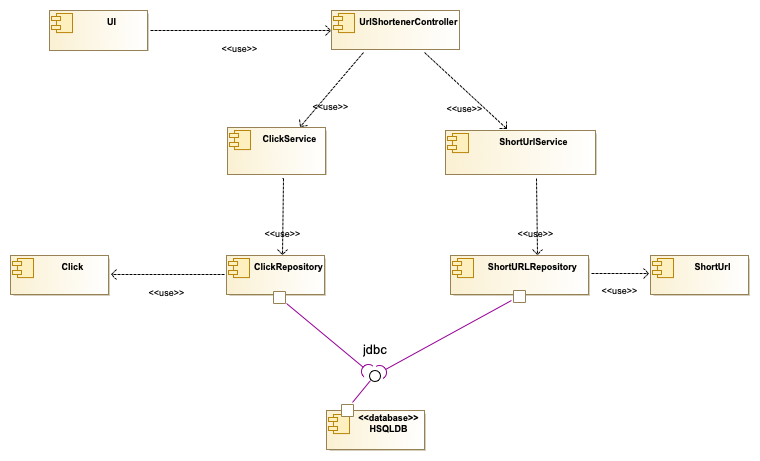 UI
UrlShortenerController
<<use>>
<<use>>
<<use>>
ClickService
ShortUrlService
<<use>>
<<use>>
Click
ClickRepository
ShortURLRepository
ShortUrl
<<use>>
<<use>>
jdbc
<<database>>
HSQLDB